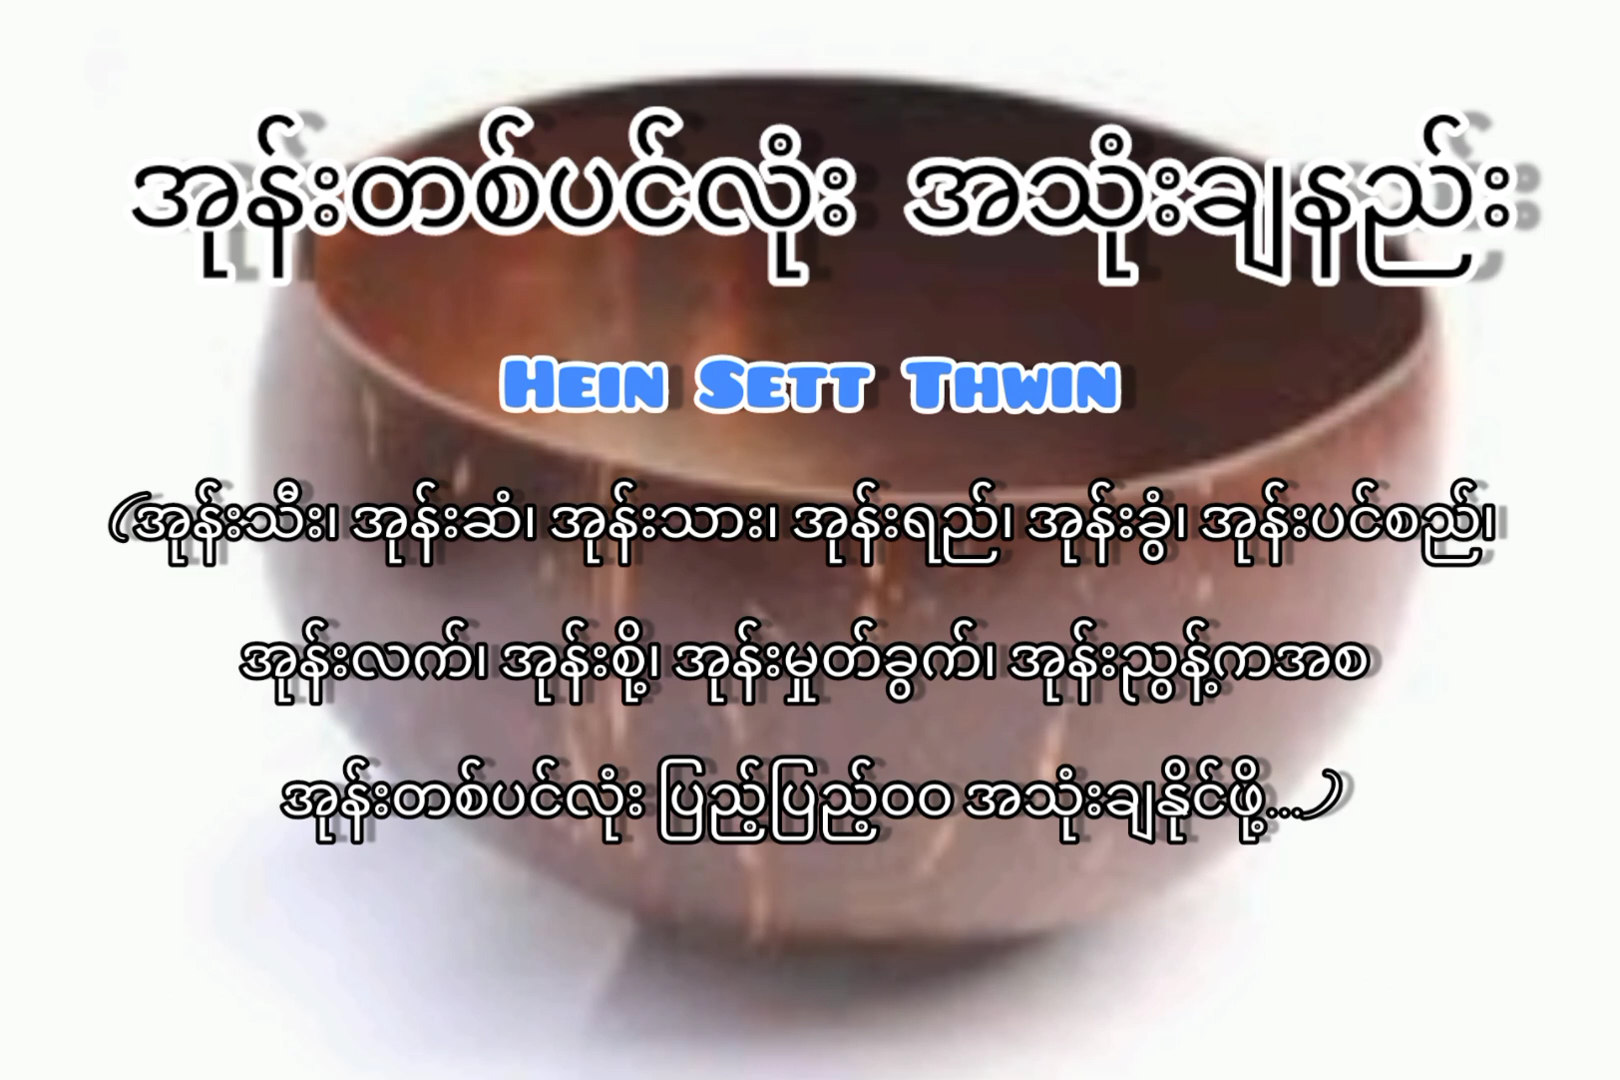 အုန်းတစ်ပင်လုံး အသုံးချနည်း
Hein Sett Thwin
(အုန်းသီး၊ အုန်းဆံ၊ အုန်းသား၊ အုန်းရည်၊ အုန်းခွံ၊ အုန်းပင်စည်၊
အုန်းလက်၊ အုန်းစို့၊ အုန်းမှုတ်ခွက်၊ အုန်းညွန့်ကအစ
အုန်းတစ်ပင်လုံး ပြည့်ပြည့်ဝဝ အသုံးချနိုင်ဖို့...)